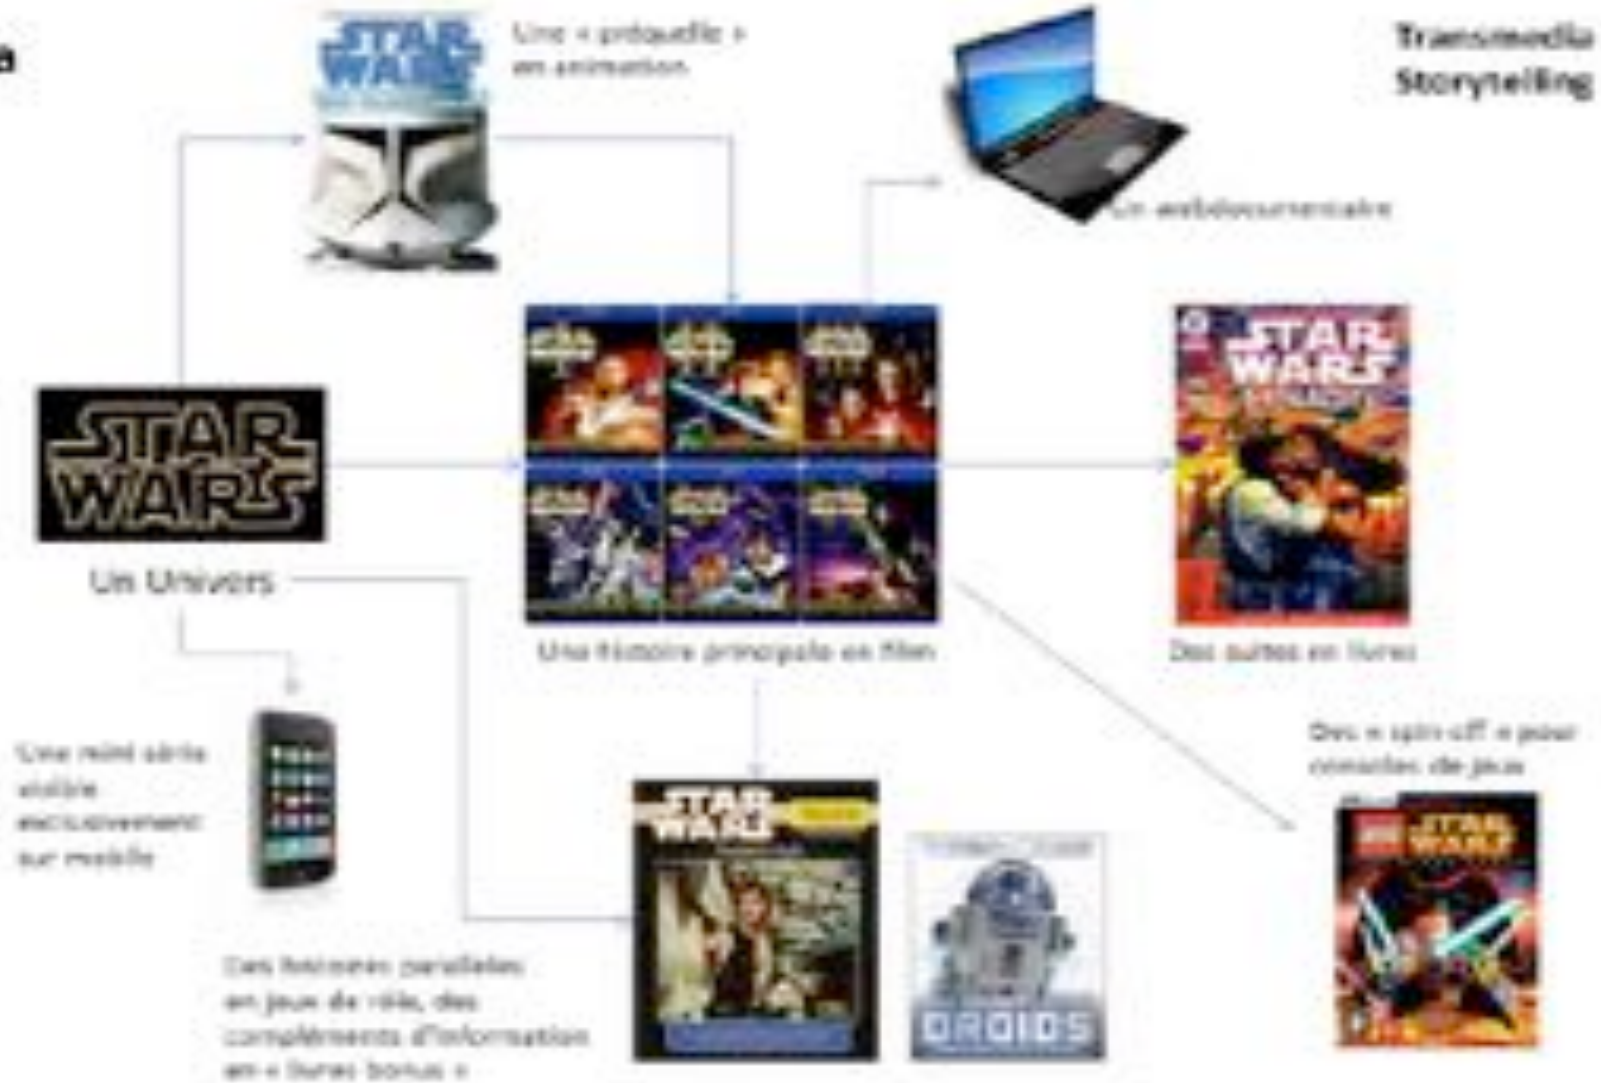 a
Transmedia
Storytelling
STAR
WARS
Une « préquelle »
en animation
Un webdocumentaire
STAR
WARS
Un Univers
Une histoire principale en film
STAR
WARS
Des suites en livres
Une mini série
visible
exclusivement
sur mobile
Des « spin-off » pour
consoles de jeux
STAR
WARS
STAR
WARS
DROIDS
Des histoires parallèles
en jeux de rôle, des
compléments d'information
en « livres bonus »